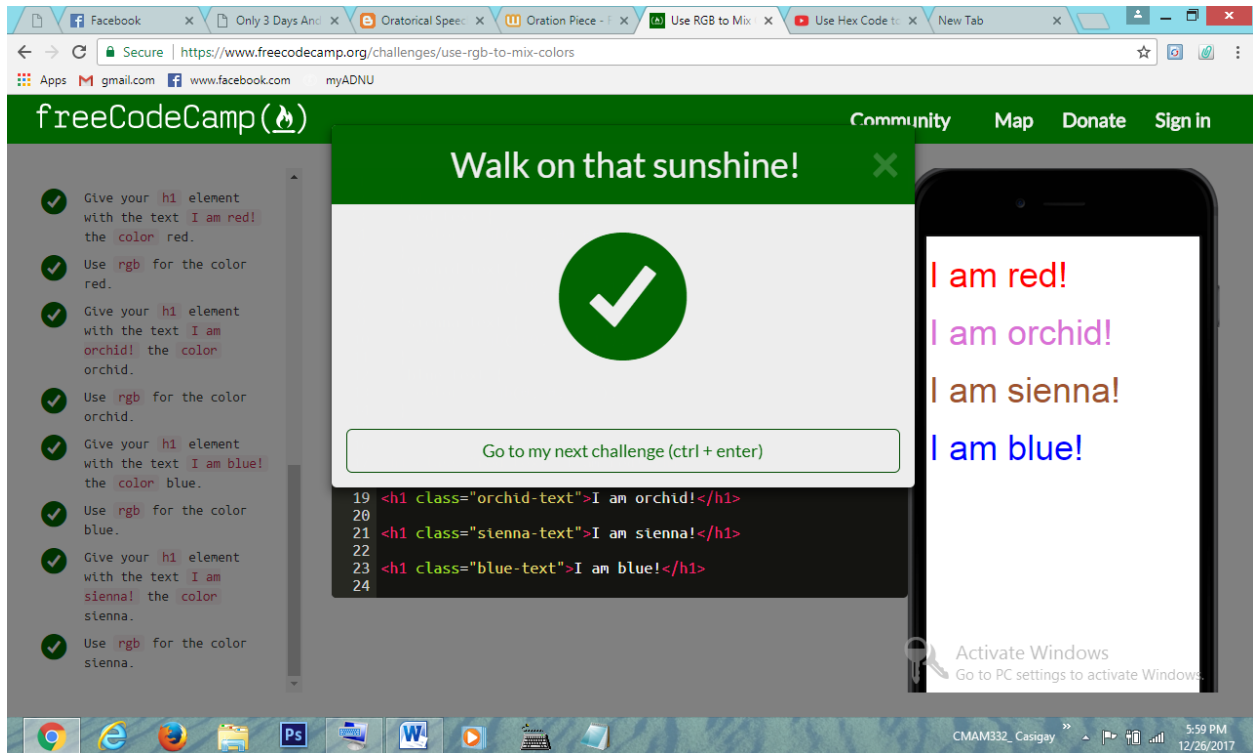 Facebook
Only 3 Days And
Oratorical Speec
Oration Piece -
Use RGB to Mix
Use Hex Code to
New Tab
Secure | https://www.freecodecamp.org/challenges/use-rgb-to-mix-colors
Apps gmail.com www.facebook.com myADNU
freeCodeCamp( )
Community Map Donate Sign in
Give your h1 element
with the text I am red!
the color red.
Use rgb for the color
red.
Give your h1 element
with the text I am
orchid! the color
orchid.
Use rgb for the color
orchid.
Give your h1 element
with the text I am blue!
the color blue.
Use rgb for the color
blue.
Give your h1 element
with the text I am
sienna! the color
sienna.
Use rgb for the color
sienna.
Walk on that sunshine!
Go to my next challenge (ctrl + enter)
19 <h1 class="orchid-text">I am orchid!</h1>
20
21 <h1 class="sienna-text">I am sienna!</h1>
22
23 <h1 class="blue-text">I am blue!</h1>
24
I am red!
I am orchid!
I am sienna!
I am blue!
Activate Windows
Go to PC settings to activate Windows.
Ps
W
CMAM332_ Casigay
5:59 PM
12/26/2017